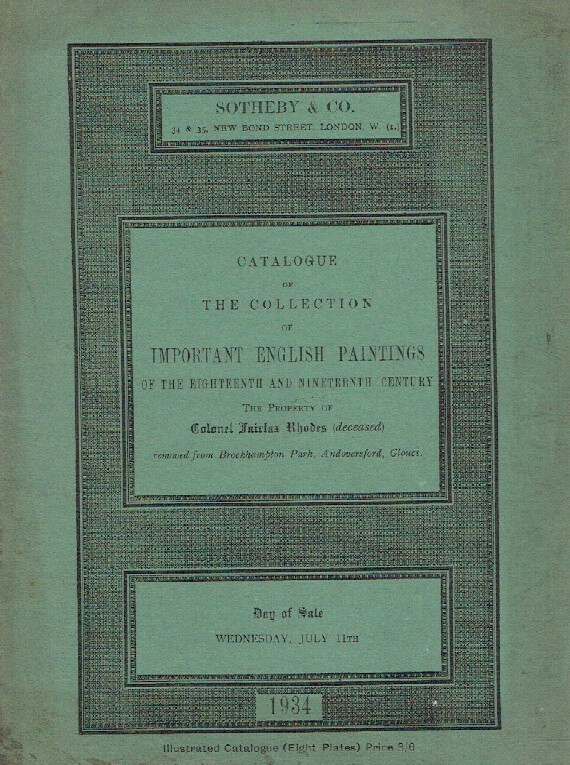 SOTHEBY & CO.
34 & 35, NEW BOND STREET, LONDON, W. (1.)
CATALOGUE
OF
THE COLLECTION
OF
IMPORTANT ENGLISH PAINTINGS
OF THE EIGHTEENTH AND NINETEENTH CENTURY
THE PROPERTY OF
Colonel Fairfax Rhodes (deceased)
removed from Brockhampton Park, Andoversford, Gloucs.
Day of Sale
WEDNESDAY, JULY 11TH
1934
Illustrated Catalogue (Eight Plates) Price 3/6